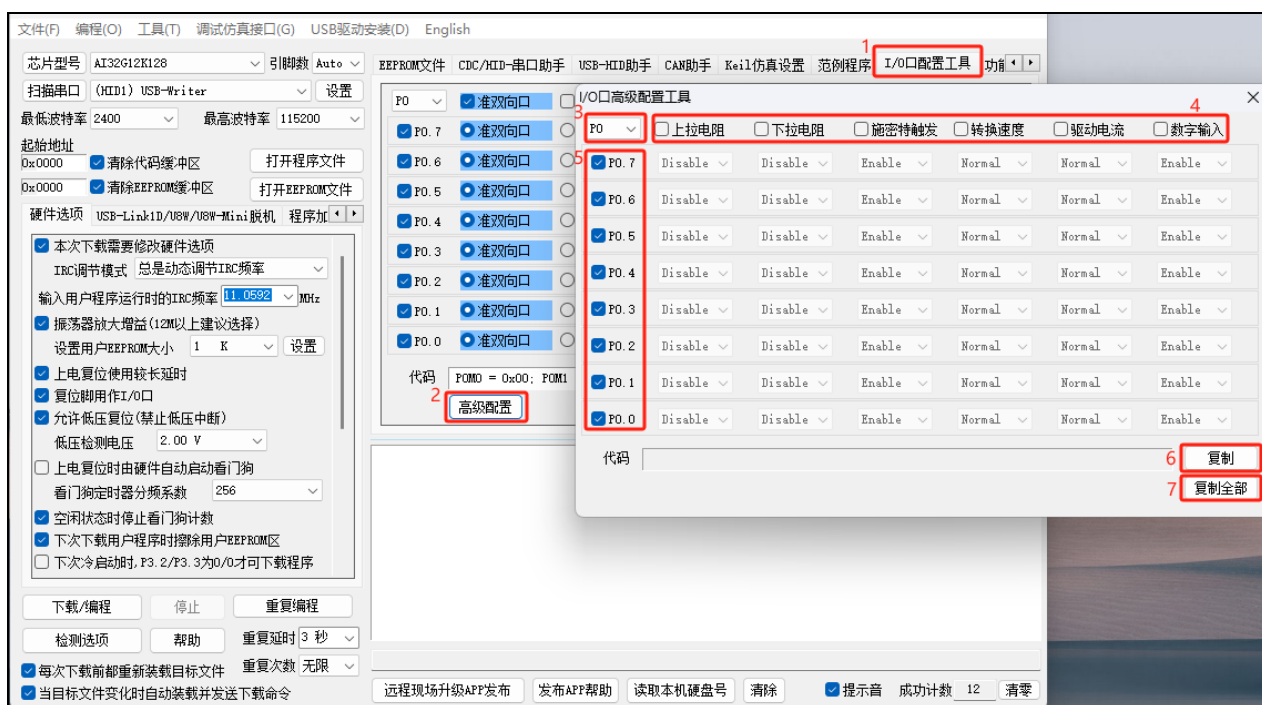 文件(F) 编程(O) 工具(T) 调试仿真接口(G) USB驱动安装(D) English
芯片型号 AI32G12K128 引脚数 Auto
扫描串口 (HID1) USB-Writer 设置
最低波特率 2400 最高波特率 115200
起始地址
0x0000 清除代码缓冲区 打开程序文件
0x0000 清除EEPROM缓冲区 打开EEPROM文件
硬件选项 USB-Link1D/U8W/U8W-Mini脱机 程序加
本次下载需要修改硬件选项
IRC调节模式 总是动态调节IRC频率
输入用户程序运行时的IRC频率 11.0592 MHz
振荡器放大增益(12M以上建议选择)
设置用户EEPROM大小 1 K 设置
上电复位使用较长延时
复位脚用作I/O口
允许低压复位(禁止低压中断)
低压检测电压 2.00 V
上电复位时由硬件自动启动看门狗
看门狗定时器分频系数 256
空闲状态时停止看门狗计数
下次下载用户程序时擦除用户EEPROM区
下次冷启动时,P3.2/P3.3为0/0才可下载程序
下载/编程 停止 重复编程
检测选项 帮助 重复延时 3 秒
每次下载前都重新装载目标文件 重复次数 无限
当目标文件变化时自动装载并发送下载命令
1
EEPROM文件 CDC/HID-串口助手 USB-HID助手 CAN助手 Keil仿真设置 范例程序 I/O口配置工具 功能
P0 准双向口
P0.7 准双向口
P0.6 准双向口
P0.5 准双向口
P0.4 准双向口
P0.3 准双向口
P0.2 准双向口
P0.1 准双向口
P0.0 准双向口
代码 P0M0 = 0x00; P0M1
2
高级配置
I/O口高级配置工具
3 4
P0 上拉电阻 下拉电阻 施密特触发 转换速度 驱动电流 数字输入
5 P0.7 Disable Disable Enable Normal Normal Enable
P0.6 Disable Disable Enable Normal Normal Enable
P0.5 Disable Disable Enable Normal Normal Enable
P0.4 Disable Disable Enable Normal Normal Enable
P0.3 Disable Disable Enable Normal Normal Enable
P0.2 Disable Disable Enable Normal Normal Enable
P0.1 Disable Disable Enable Normal Normal Enable
P0.0 Disable Disable Enable Normal Normal Enable
代码 6 复制
7 复制全部
远程现场升级APP发布 发布APP帮助 读取本机硬盘号 清除 提示音 成功计数 12 清零